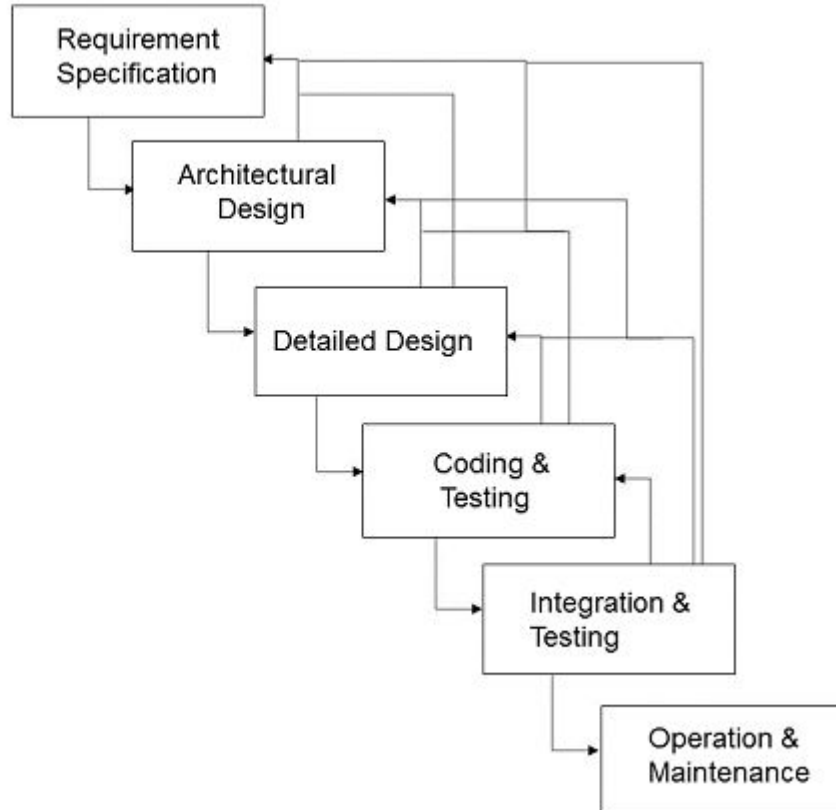 Requirement
Specification
Architectural
Design
Detailed Design
Coding &
Testing
Integration &
Testing
Operation &
Maintenance